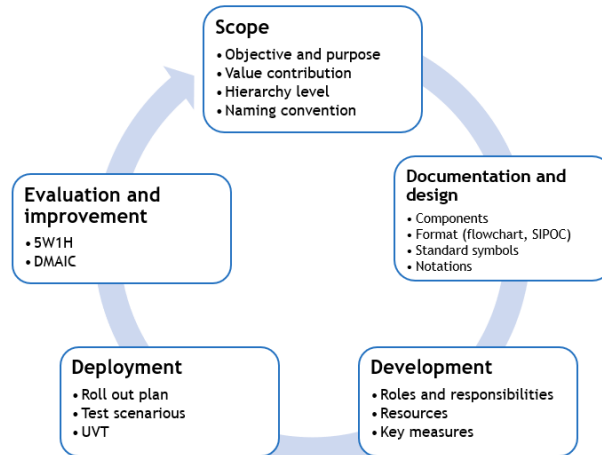 Scope
• Objective and purpose
• Value contribution
• Hierarchy level
• Naming convention
Documentation and
design
• Components
• Format (flowchart, SIPOC)
• Standard symbols
• Notations
Development
• Roles and responsibilities
• Resources
• Key measures
Deployment
• Roll out plan
• Test scenarious
• UVT
Evaluation and
improvement
• 5W1H
• DMAIC